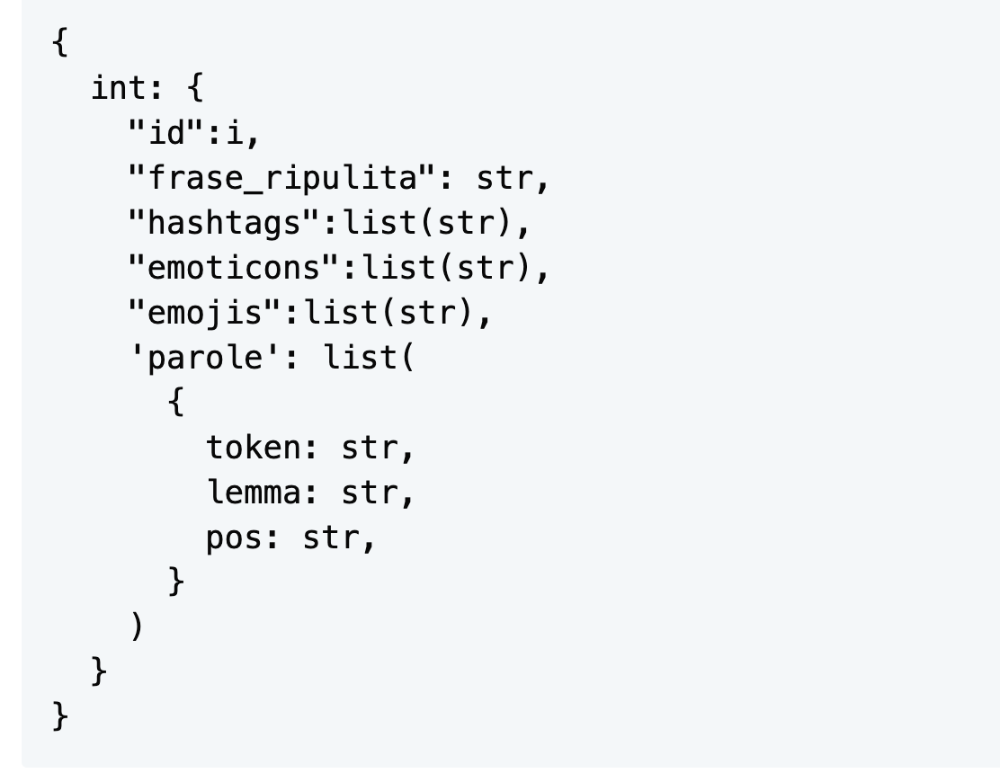 {
  int: {
    "id":i,
    "frase_ripulita": str,
    "hashtags":list(str),
    "emoticons":list(str),
    "emojis":list(str),
    'parole': list(
      {
        token: str,
        lemma: str,
        pos: str,
      }
    )
  }
}